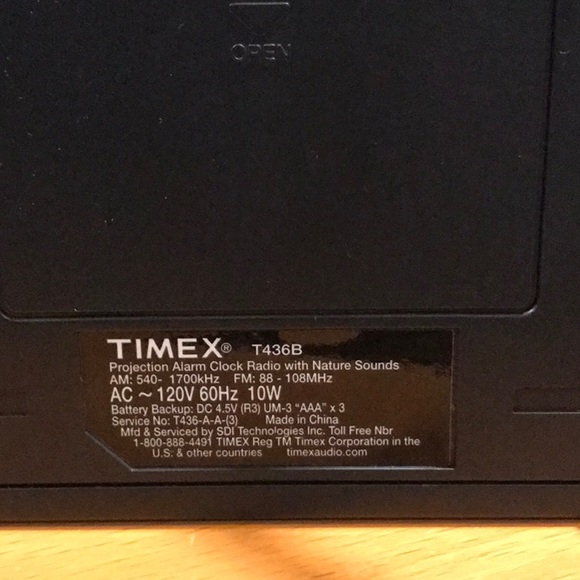 OPEN
TIMEX® T436B
Projection Alarm Clock Radio with Nature Sounds
AM: 540- 1700kHz FM: 88 - 108MHz
AC ~ 120V 60Hz 10W
Battery Backup: DC 4.5V (R3) UM-3 "AAA" x 3
Service No: T436-A-A-(3) Made in China
Mfd & Serviced by SDI Technologies Inc. Toll Free Nbr
1-800-888-4491 TIMEX Reg TM Timex Corporation in the
U.S. & other countries timexaudio.com